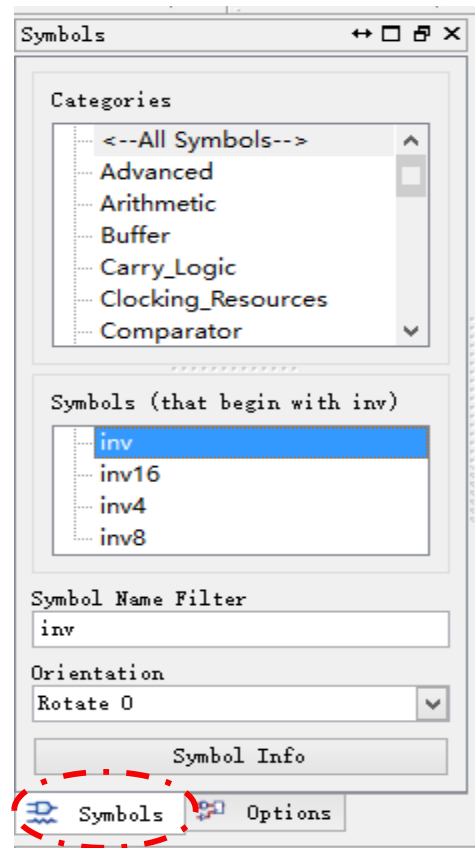 Symbols
Categories
<--All Symbols-->
Advanced
Arithmetic
Buffer
Carry_Logic
Clocking_Resources
Comparator
Symbols (that begin with inv)
inv
inv16
inv4
inv8
Symbol Name Filter
inv
Orientation
Rotate 0
Symbol Info
Symbols Options